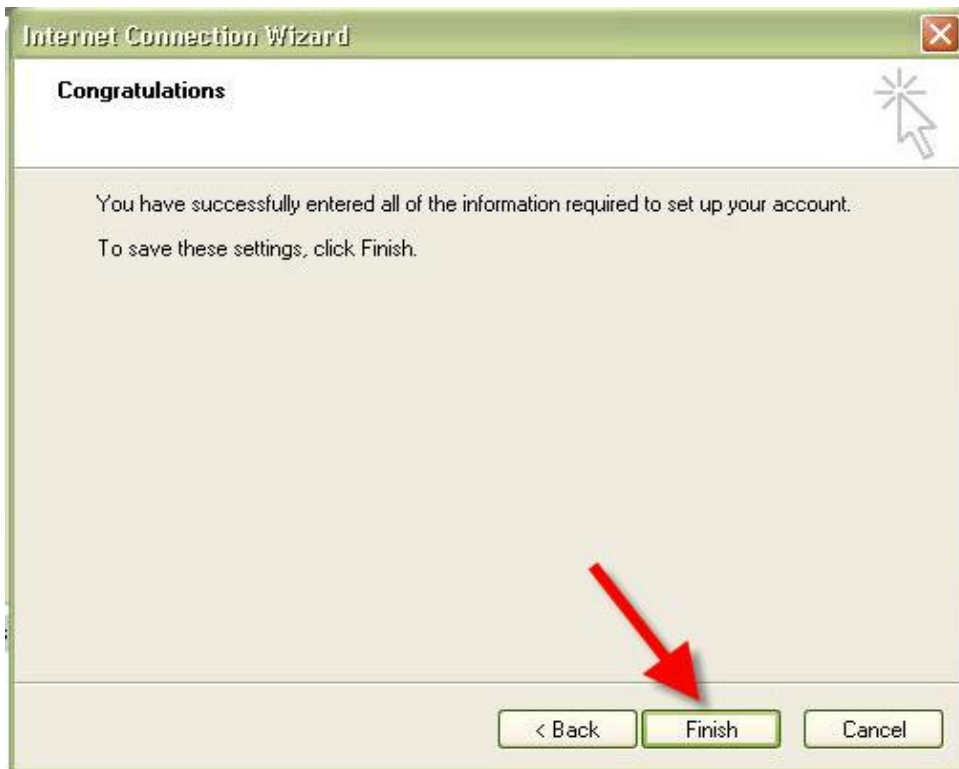 Internet Connection Wizard
Congratulations
You have successfully entered all of the information required to set up your account.
To save these settings, click Finish.
< Back
Finish
Cancel